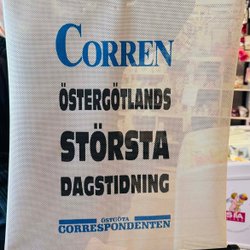 CORREN
ÖSTERGÖTLANDS
STÖRSTA
DAGSTIDNING
ÖSTGÖTA
CORRESPONDENTEN